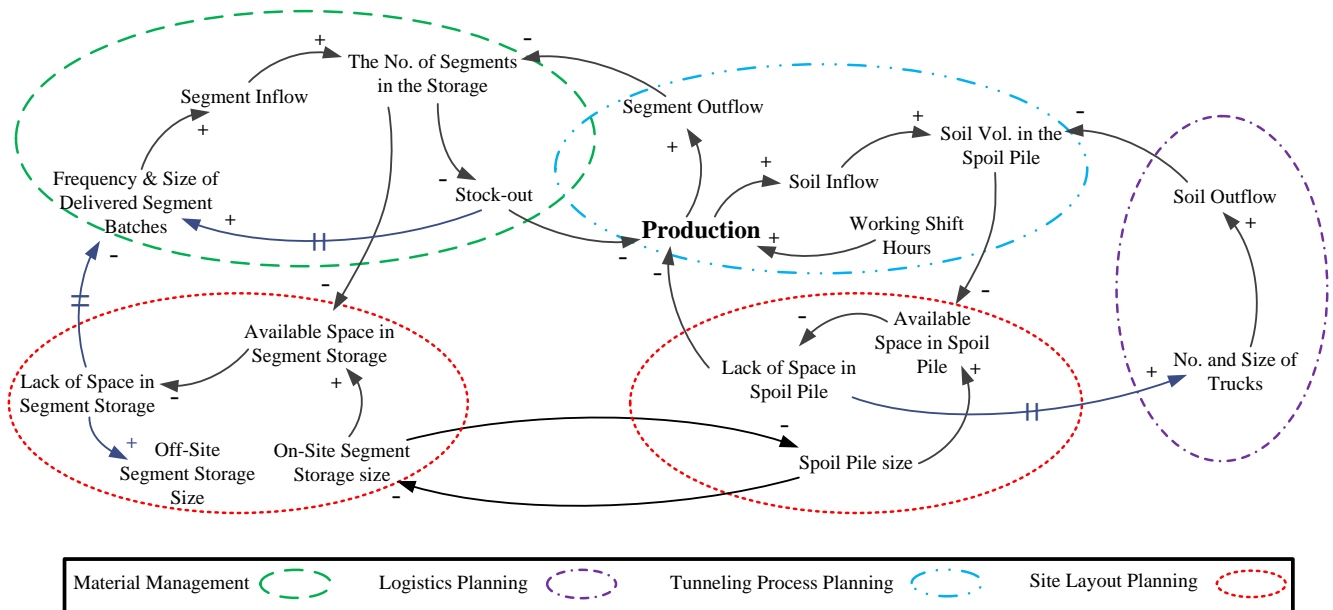 The No. of Segments
in the Storage
Segment Inflow
Segment Outflow
Soil Vol. in the
Spoil Pile
Frequency & Size of
Delivered Segment
Batches
Stock-out
Soil Inflow
Soil Outflow
Production
Working Shift
Hours
Available Space in
Segment Storage
Available
Space in Spoil
Pile
Lack of Space in
Segment Storage
Lack of Space in
Spoil Pile
No. and Size of
Trucks
Off-Site
Segment Storage
Size
On-Site Segment
Storage size
Spoil Pile size
+
+
-
+
+
+
+
-
-
+
-
+
-
-
-
+
-
-
-
-
+
+
-
+
+
-
-
Material Management
Logistics Planning
Tunneling Process Planning
Site Layout Planning